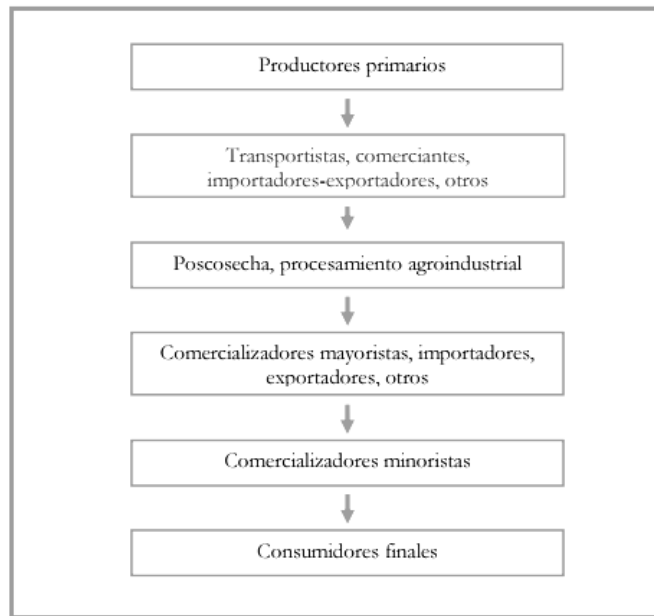 Productores primarios
Transportistas, comerciantes,
importadores-exportadores, otros
Poscosecha, procesamiento agroindustrial
Comercializadores mayoristas, importadores,
exportadores, otros
Comercializadores minoristas
Consumidores finales